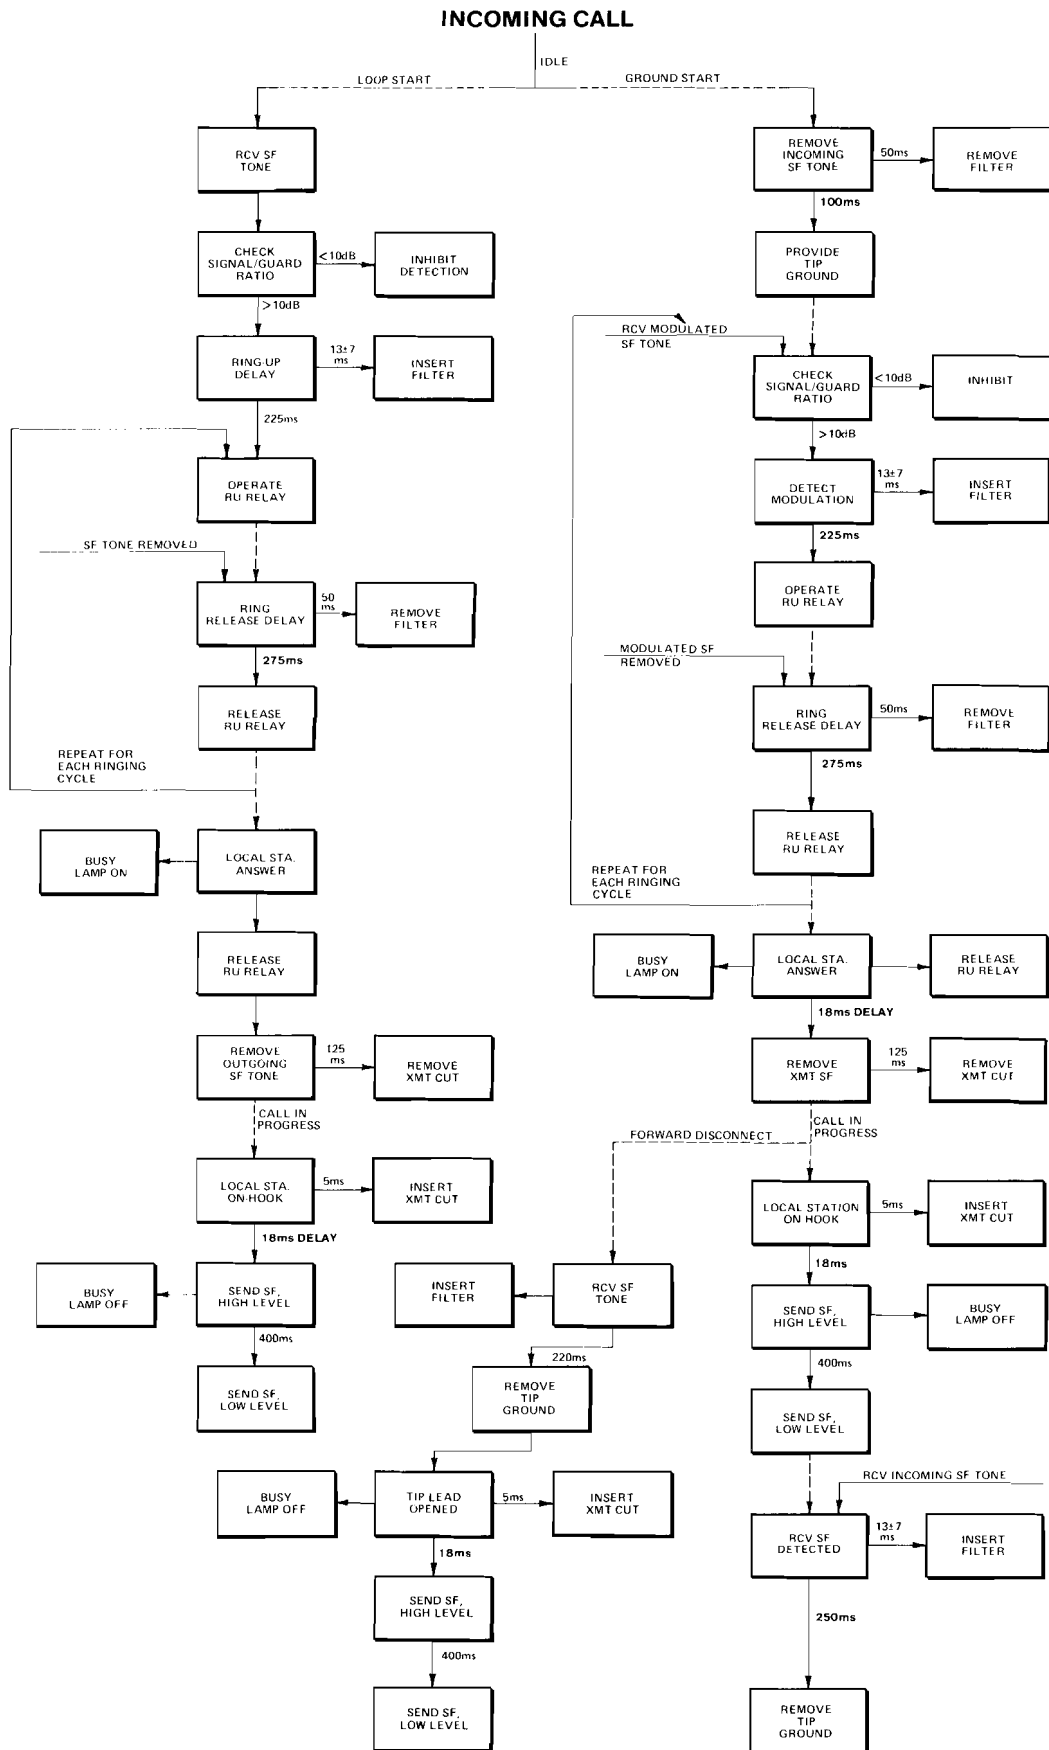 INCOMING CALL
IDLE
LOOP START
GROUND START
RCV SF
TONE
CHECK
SIGNAL/GUARD
RATIO
<10dB
INHIBIT
DETECTION
>10dB
RING-UP
DELAY
13±7
ms
INSERT
FILTER
225ms
OPERATE
RU RELAY
SF TONE REMOVED
RING
RELEASE DELAY
50
ms
REMOVE
FILTER
275ms
RELEASE
RU RELAY
REPEAT FOR
EACH RINGING
CYCLE
BUSY
LAMP ON
LOCAL STA.
ANSWER
RELEASE
RU RELAY
REMOVE
OUTGOING
SF TONE
125
ms
REMOVE
XMT CUT
CALL IN
PROGRESS
LOCAL STA.
ON-HOOK
5ms
INSERT
XMT CUT
18ms DELAY
BUSY
LAMP OFF
SEND SF,
HIGH LEVEL
400ms
SEND SF,
LOW LEVEL
REMOVE
INCOMING
SF TONE
50ms
REMOVE
FILTER
100ms
PROVIDE
TIP
GROUND
RCV MODULATED
SF TONE
CHECK
SIGNAL/GUARD
RATIO
<10dB
INHIBIT
>10dB
DETECT
MODULATION
13±7
ms
INSERT
FILTER
225ms
OPERATE
RU RELAY
MODULATED SF
REMOVED
RING
RELEASE DELAY
50ms
REMOVE
FILTER
275ms
RELEASE
RU RELAY
REPEAT FOR
EACH RINGING
CYCLE
BUSY
LAMP ON
LOCAL STA.
ANSWER
RELEASE
RU RELAY
18ms DELAY
REMOVE
XMT SF
125
ms
REMOVE
XMT CUT
FORWARD DISCONNECT
CALL IN
PROGRESS
LOCAL STATION
ON HOOK
5ms
INSERT
XMT CUT
18ms
SEND SF,
HIGH LEVEL
BUSY
LAMP OFF
400ms
SEND SF,
LOW LEVEL
RCV INCOMING SF TONE
RCV SF
DETECTED
13±7
ms
INSERT
FILTER
250ms
REMOVE
TIP
GROUND
INSERT
FILTER
RCV SF
TONE
220ms
REMOVE
TIP
GROUND
BUSY
LAMP OFF
TIP LEAD
OPENED
5ms
INSERT
XMT CUT
18ms
SEND SF,
HIGH LEVEL
400ms
SEND SF,
LOW LEVEL